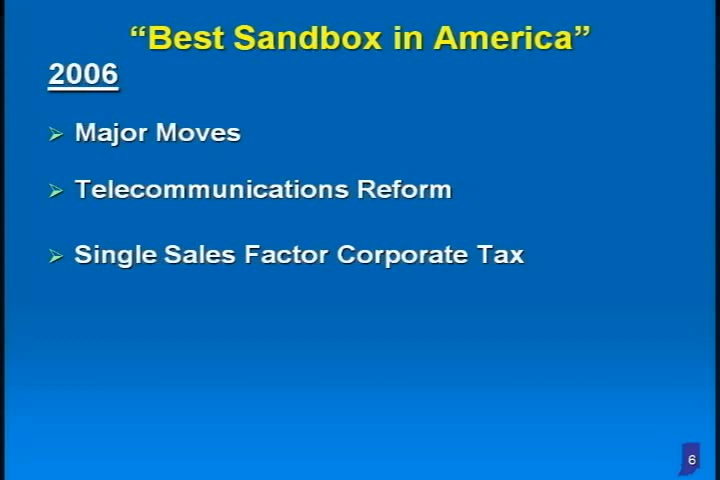 “Best Sandbox in America”
2006
Major Moves
Telecommunications Reform
Single Sales Factor Corporate Tax
6